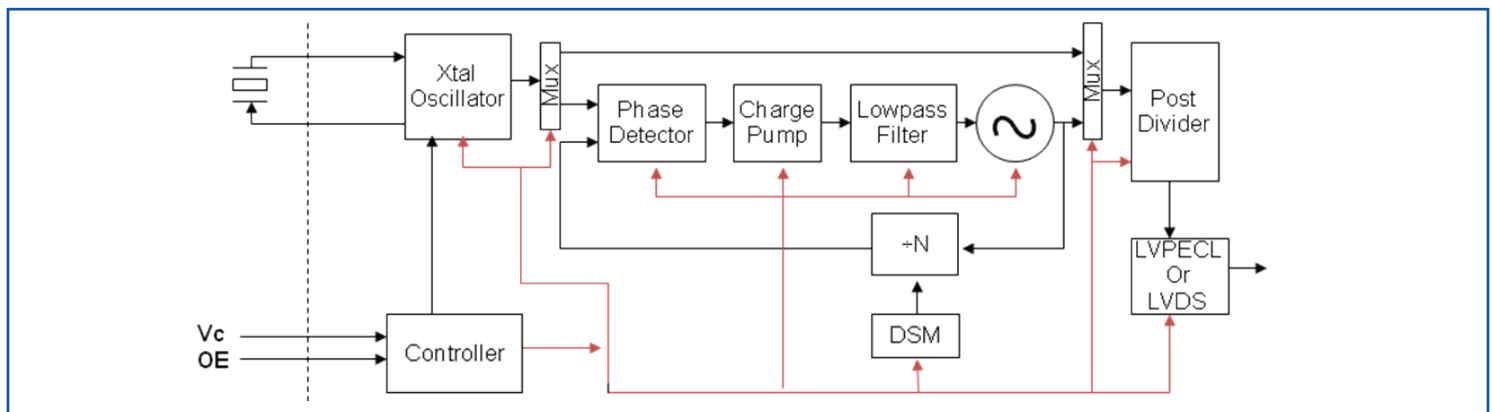 Xtal
Oscillator
Mux
Phase
Detector
Charge
Pump
Lowpass
Filter
Mux
Post
Divider
÷N
LVPECL
Or
LVDS
DSM
Vc
OE
Controller